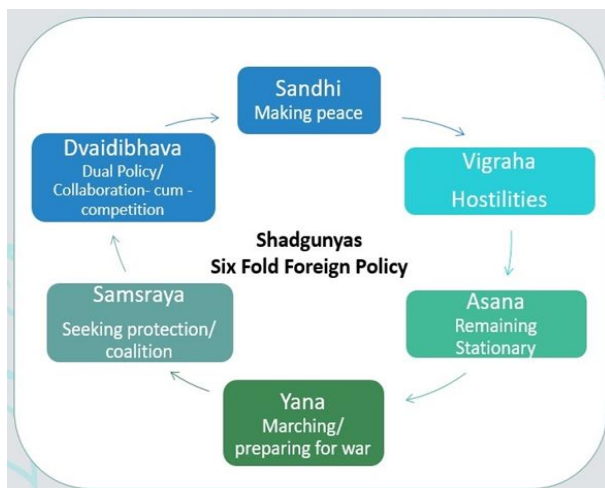 Sandhi
Making peace
Vigraha
Hostilities
Asana
Remaining
Stationary
Yana
Marching/
preparing for war
Samsraya
Seeking protection/
coalition
Dvaidibhava
Dual Policy/
Collaboration- cum -
competition
Shadgunyas
Six Fold Foreign Policy